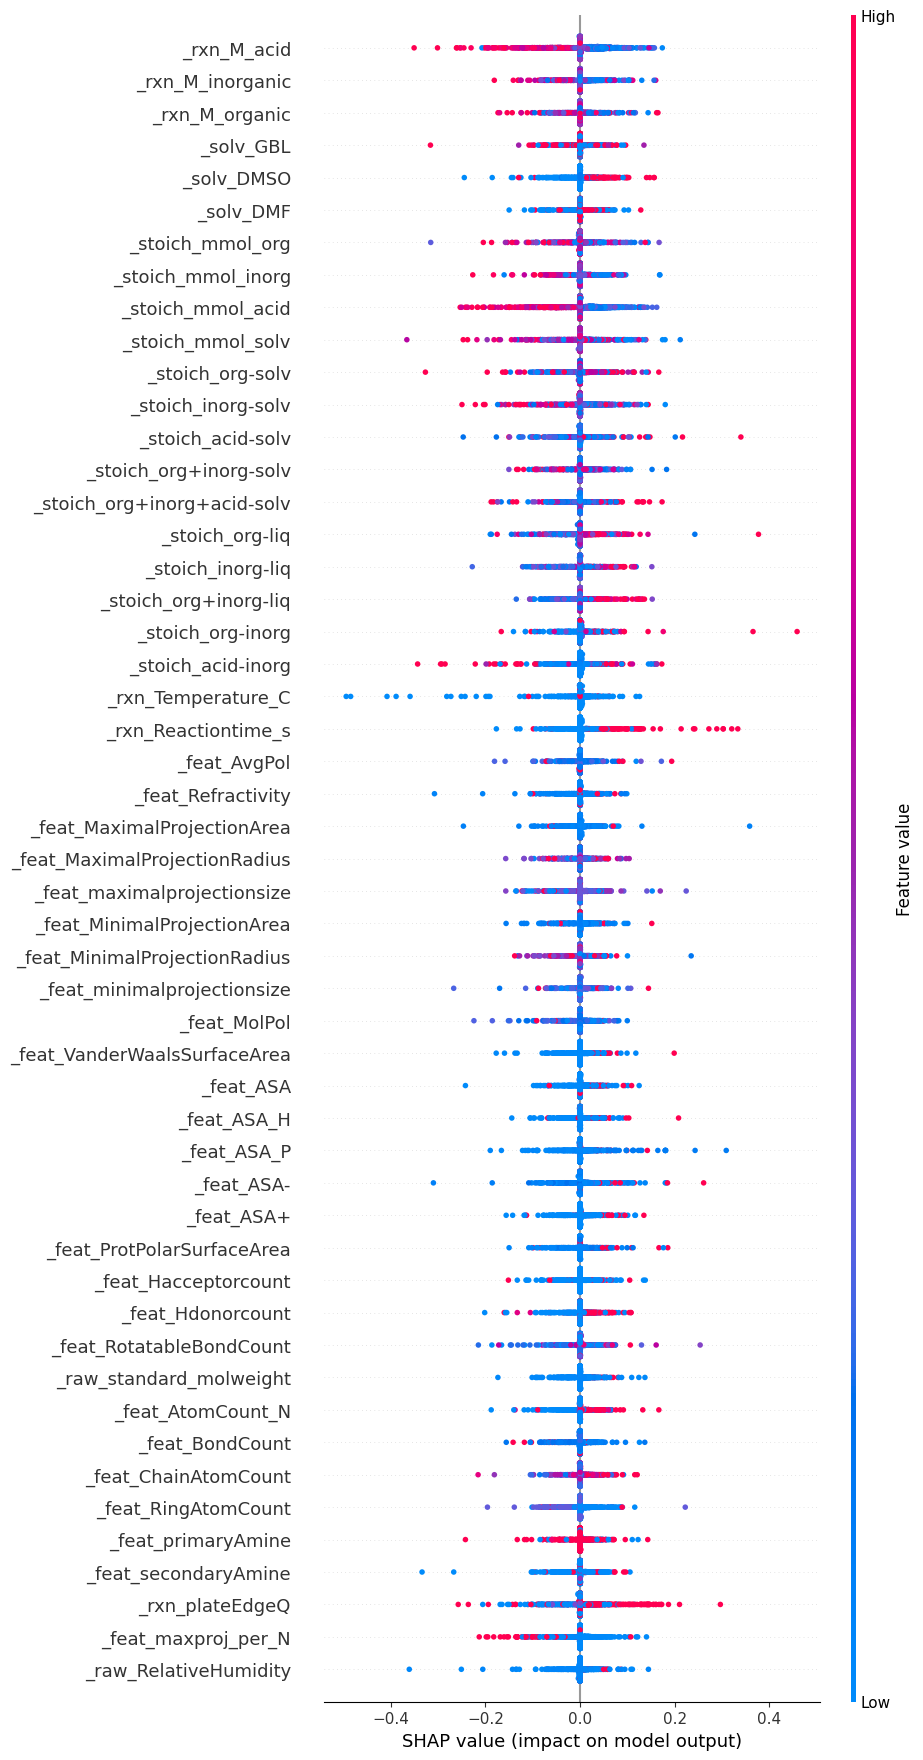 High
_rxn_M_acid
_rxn_M_inorganic
_rxn_M_organic
_solv_GBL
_solv_DMSO
_solv_DMF
_stoich_mmol_org
_stoich_mmol_inorg
_stoich_mmol_acid
_stoich_mmol_solv
_stoich_org-solv
_stoich_inorg-solv
_stoich_acid-solv
_stoich_org+inorg-solv
_stoich_org+inorg+acid-solv
_stoich_org-liq
_stoich_inorg-liq
_stoich_org+inorg-liq
_stoich_org-inorg
_stoich_acid-inorg
_rxn_Temperature_C
_rxn_Reactiontime_s
_feat_AvgPol
_feat_Refractivity
_feat_MaximalProjectionArea
_feat_MaximalProjectionRadius
_feat_maximalprojectionsize
_feat_MinimalProjectionArea
_feat_MinimalProjectionRadius
_feat_minimalprojectionsize
_feat_MolPol
_feat_VanderWaalsSurfaceArea
_feat_ASA
_feat_ASA_H
_feat_ASA_P
_feat_ASA-
_feat_ASA+
_feat_ProtPolarSurfaceArea
_feat_Hacceptorcount
_feat_Hdonorcount
_feat_RotatableBondCount
_raw_standard_molweight
_feat_AtomCount_N
_feat_BondCount
_feat_ChainAtomCount
_feat_RingAtomCount
_feat_primaryAmine
_feat_secondaryAmine
_rxn_plateEdgeQ
_feat_maxproj_per_N
_raw_RelativeHumidity
Feature value
Low
−0.4 −0.2 0.0 0.2 0.4
SHAP value (impact on model output)